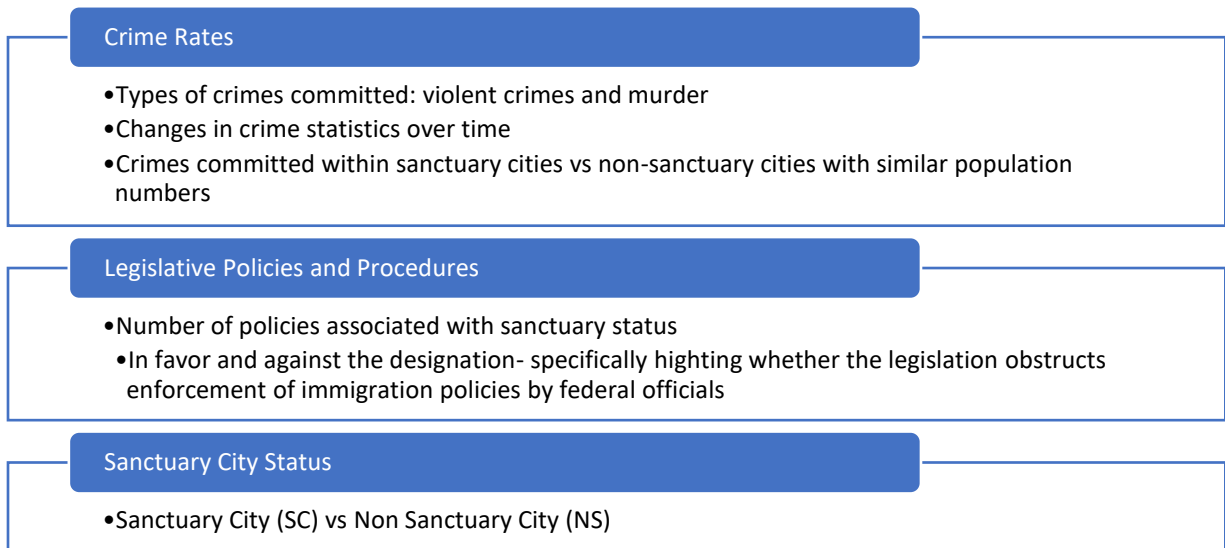 Crime Rates
•Types of crimes committed: violent crimes and murder
•Changes in crime statistics over time
•Crimes committed within sanctuary cities vs non-sanctuary cities with similar population
numbers
Legislative Policies and Procedures
•Number of policies associated with sanctuary status
•In favor and against the designation- specifically highting whether the legislation obstructs
enforcement of immigration policies by federal officials
Sanctuary City Status
•Sanctuary City (SC) vs Non Sanctuary City (NS)